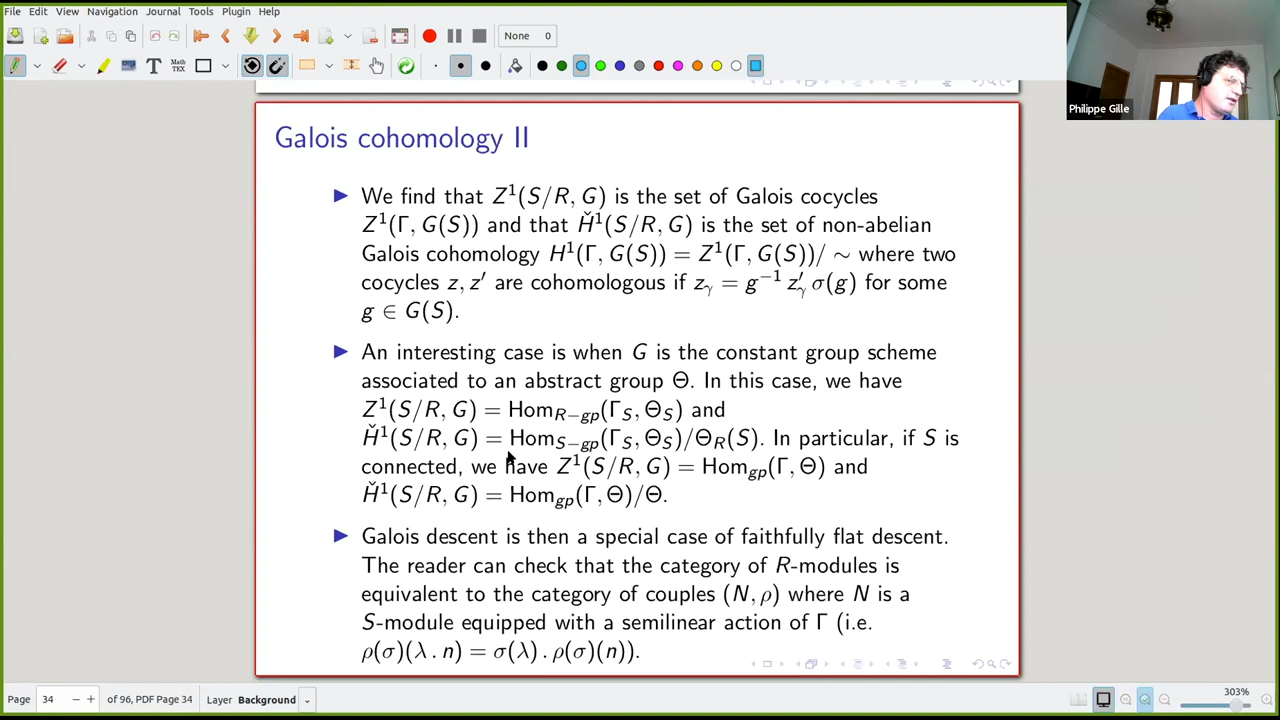 File Edit View Navigation Journal Tools Plugin Help
None 0
T MATH TEX
Philippe Gille
Galois cohomology II
▶ We find that Z¹(S/R, G) is the set of Galois cocycles
Z¹(Γ, G(S)) and that Ȟ¹(S/R, G) is the set of non-abelian
Galois cohomology H¹(Γ, G(S)) = Z¹(Γ, G(S))/ ∼ where two
cocycles z, z′ are cohomologous if z_γ = g⁻¹ z′_γ σ(g) for some
g ∈ G(S).
▶ An interesting case is when G is the constant group scheme
associated to an abstract group Θ. In this case, we have
Z¹(S/R, G) = Hom_{R−gp}(Γ_S, Θ_S) and
Ȟ¹(S/R, G) = Hom_{S−gp}(Γ_S, Θ_S)/Θ_R(S). In particular, if S is
connected, we have Z¹(S/R, G) = Hom_{gp}(Γ, Θ) and
Ȟ¹(S/R, G) = Hom_{gp}(Γ, Θ)/Θ.
▶ Galois descent is then a special case of faithfully flat descent.
The reader can check that the category of R-modules is
equivalent to the category of couples (N, ρ) where N is a
S-module equipped with a semilinear action of Γ (i.e.
ρ(σ)(λ . n) = σ(λ) . ρ(σ)(n)).
Page 34 − + of 96, PDF Page 34 Layer Background 303%